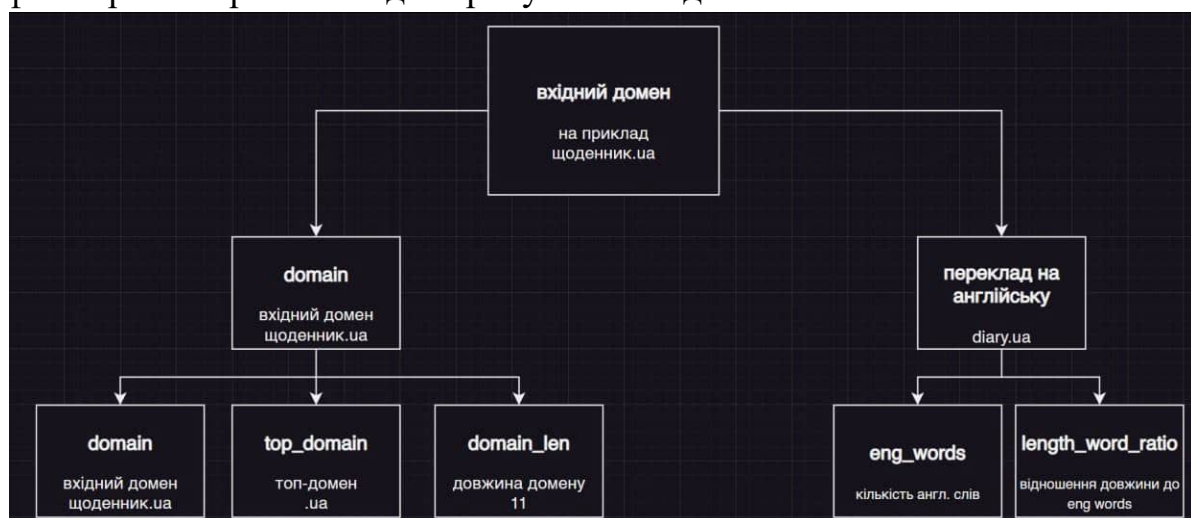 вхідний домен
на приклад
щоденник.ua
domain
вхідний домен
щоденник.ua
переклад на
англійську
diary.ua
domain
вхідний домен
щоденник.ua
top_domain
топ-домен
.ua
domain_len
довжина домену
11
eng_words
кількість англ. слів
length_word_ratio
відношення довжини до
eng words